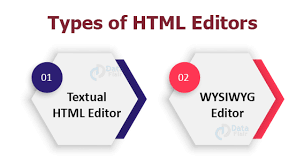 Types of HTML Editors
01
Textual
HTML Editor
02
WYSIWYG
Editor